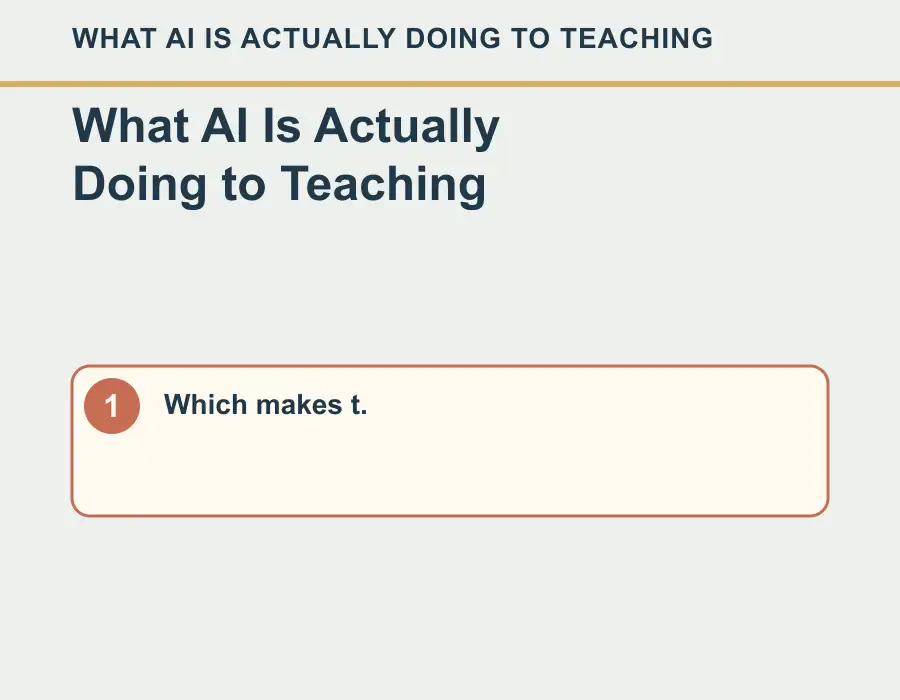 WHAT AI IS ACTUALLY DOING TO TEACHING
What AI Is Actually
Doing to Teaching
1
Which makes t.